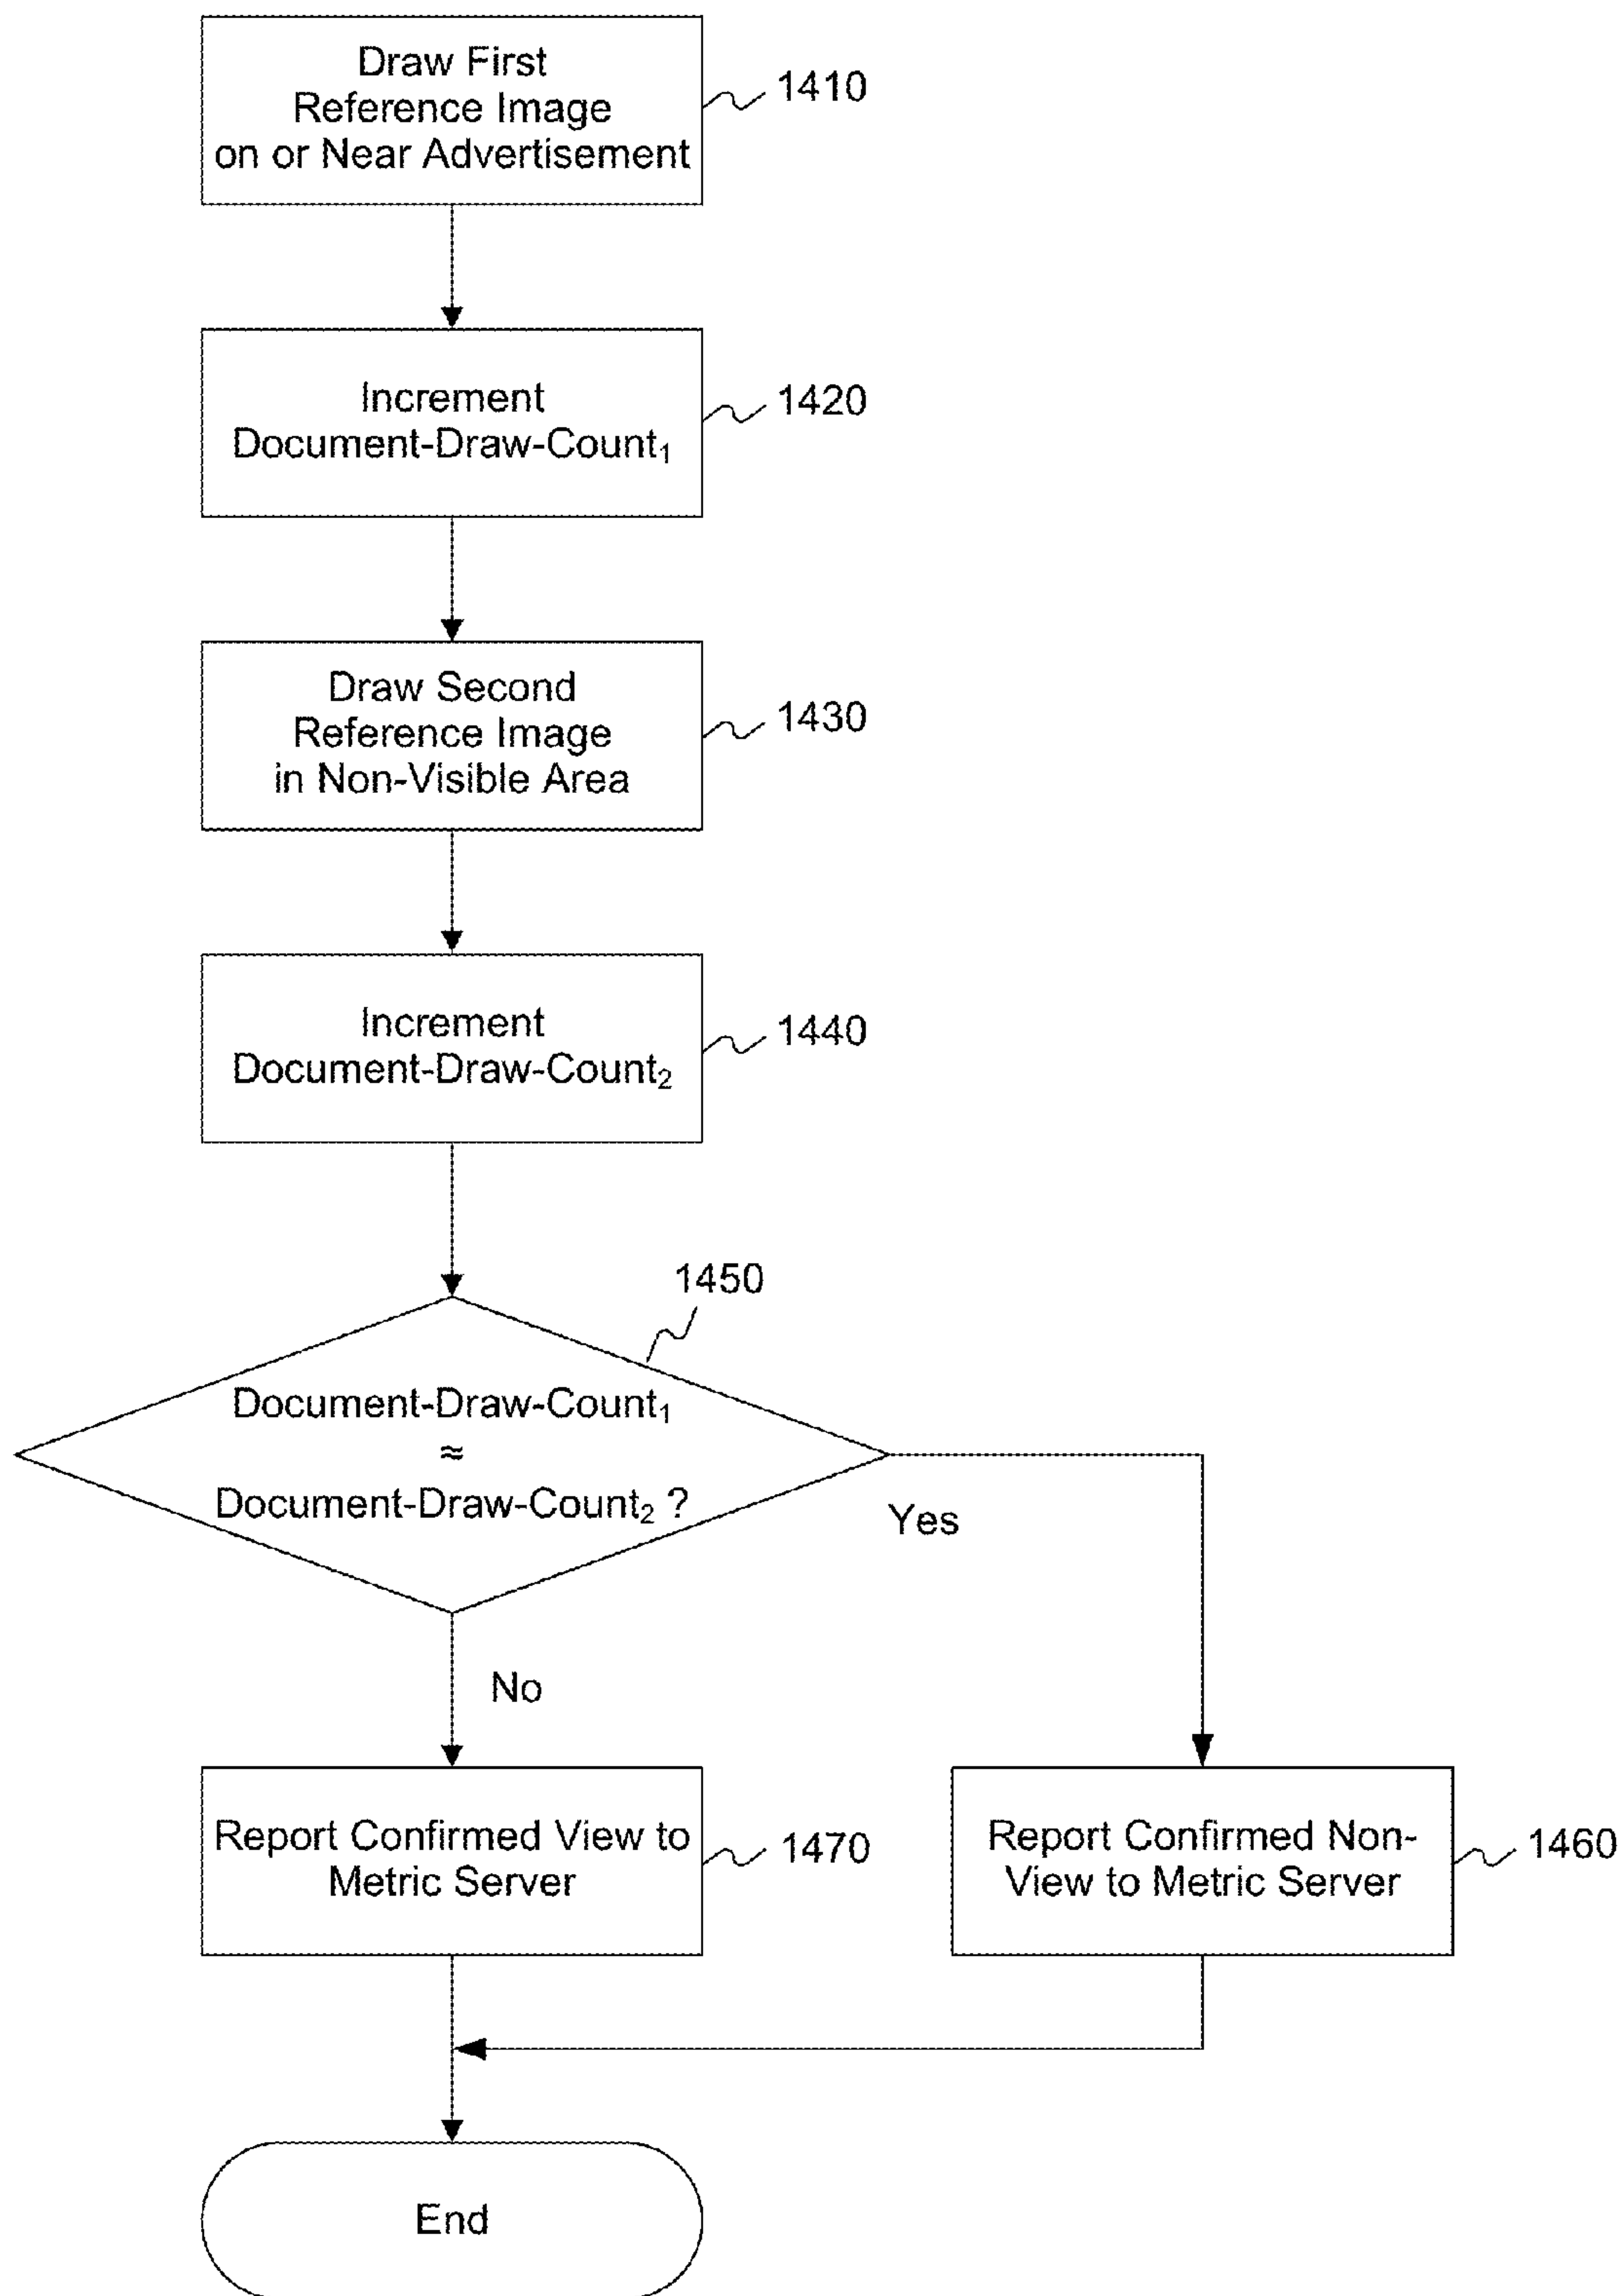 Draw First
Reference Image
on or Near Advertisement
1410
Increment
Document-Draw-Count₁
1420
Draw Second
Reference Image
in Non-Visible Area
1430
Increment
Document-Draw-Count₂
1440
1450
Document-Draw-Count₁
≈
Document-Draw-Count₂ ?
Yes
No
Report Confirmed View to
Metric Server
1470
Report Confirmed Non-
View to Metric Server
1460
End